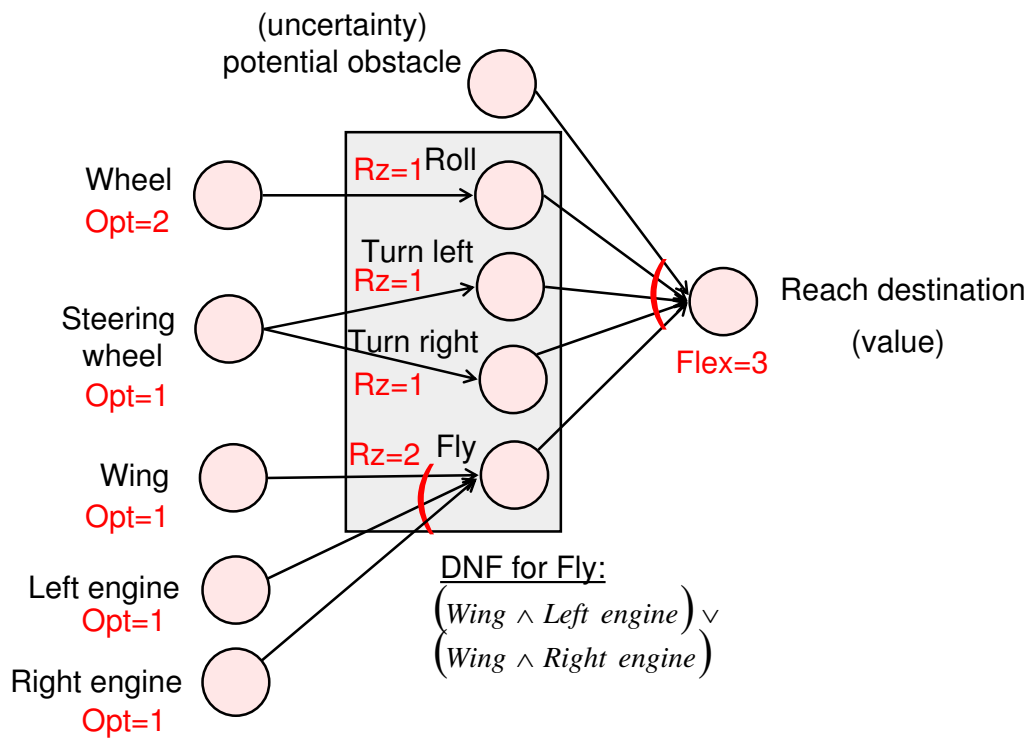 (uncertainty)
potential obstacle
Wheel
Opt=2
Rz=1
Roll
Turn left
Rz=1
Steering
wheel
Opt=1
Turn right
Rz=1
Reach destination
(value)
Flex=3
Wing
Opt=1
Rz=2
Fly
Left engine
Opt=1
Right engine
Opt=1
DNF for Fly:
(Wing ∧ Left engine) ∨
(Wing ∧ Right engine)